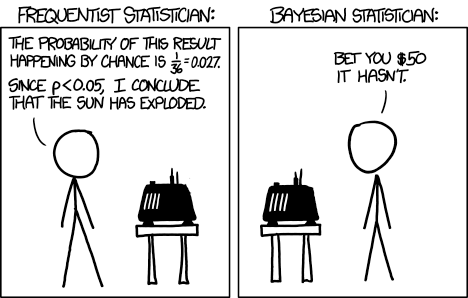 FREQUENTIST STATISTICIAN:
THE PROBABILITY OF THIS RESULT
HAPPENING BY CHANCE IS 1/36 = 0.027.
SINCE p<0.05, I CONCLUDE
THAT THE SUN HAS EXPLODED.
BAYESIAN STATISTICIAN:
BET YOU $50
IT HASN'T.